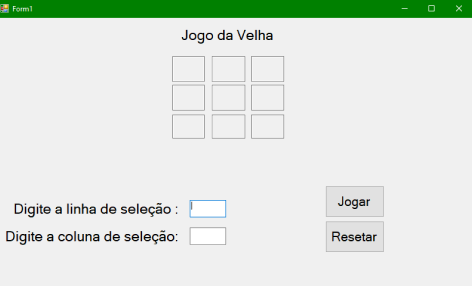 Form1
Jogo da Velha
Digite a linha de seleção :
Jogar
Digite a coluna de seleção:
Resetar